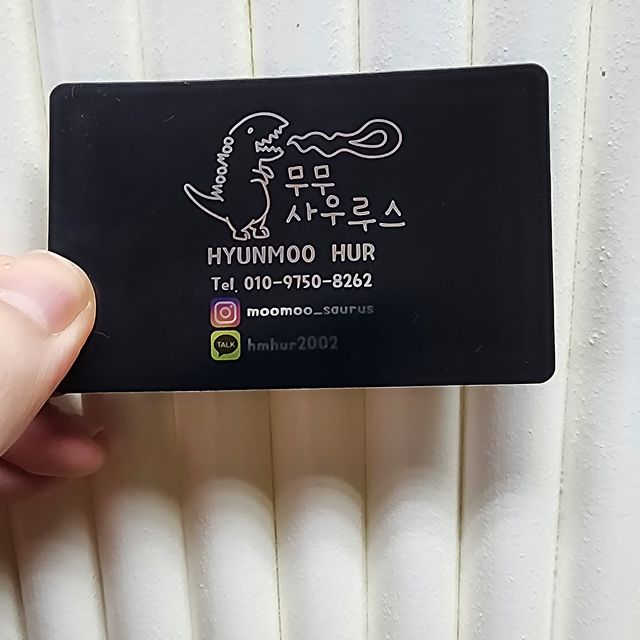 MOOMOO
무무
사우루스
HYUNMOO HUR
Tel. 010-9750-8262
moomoo_saurus
TALK hmhur2002